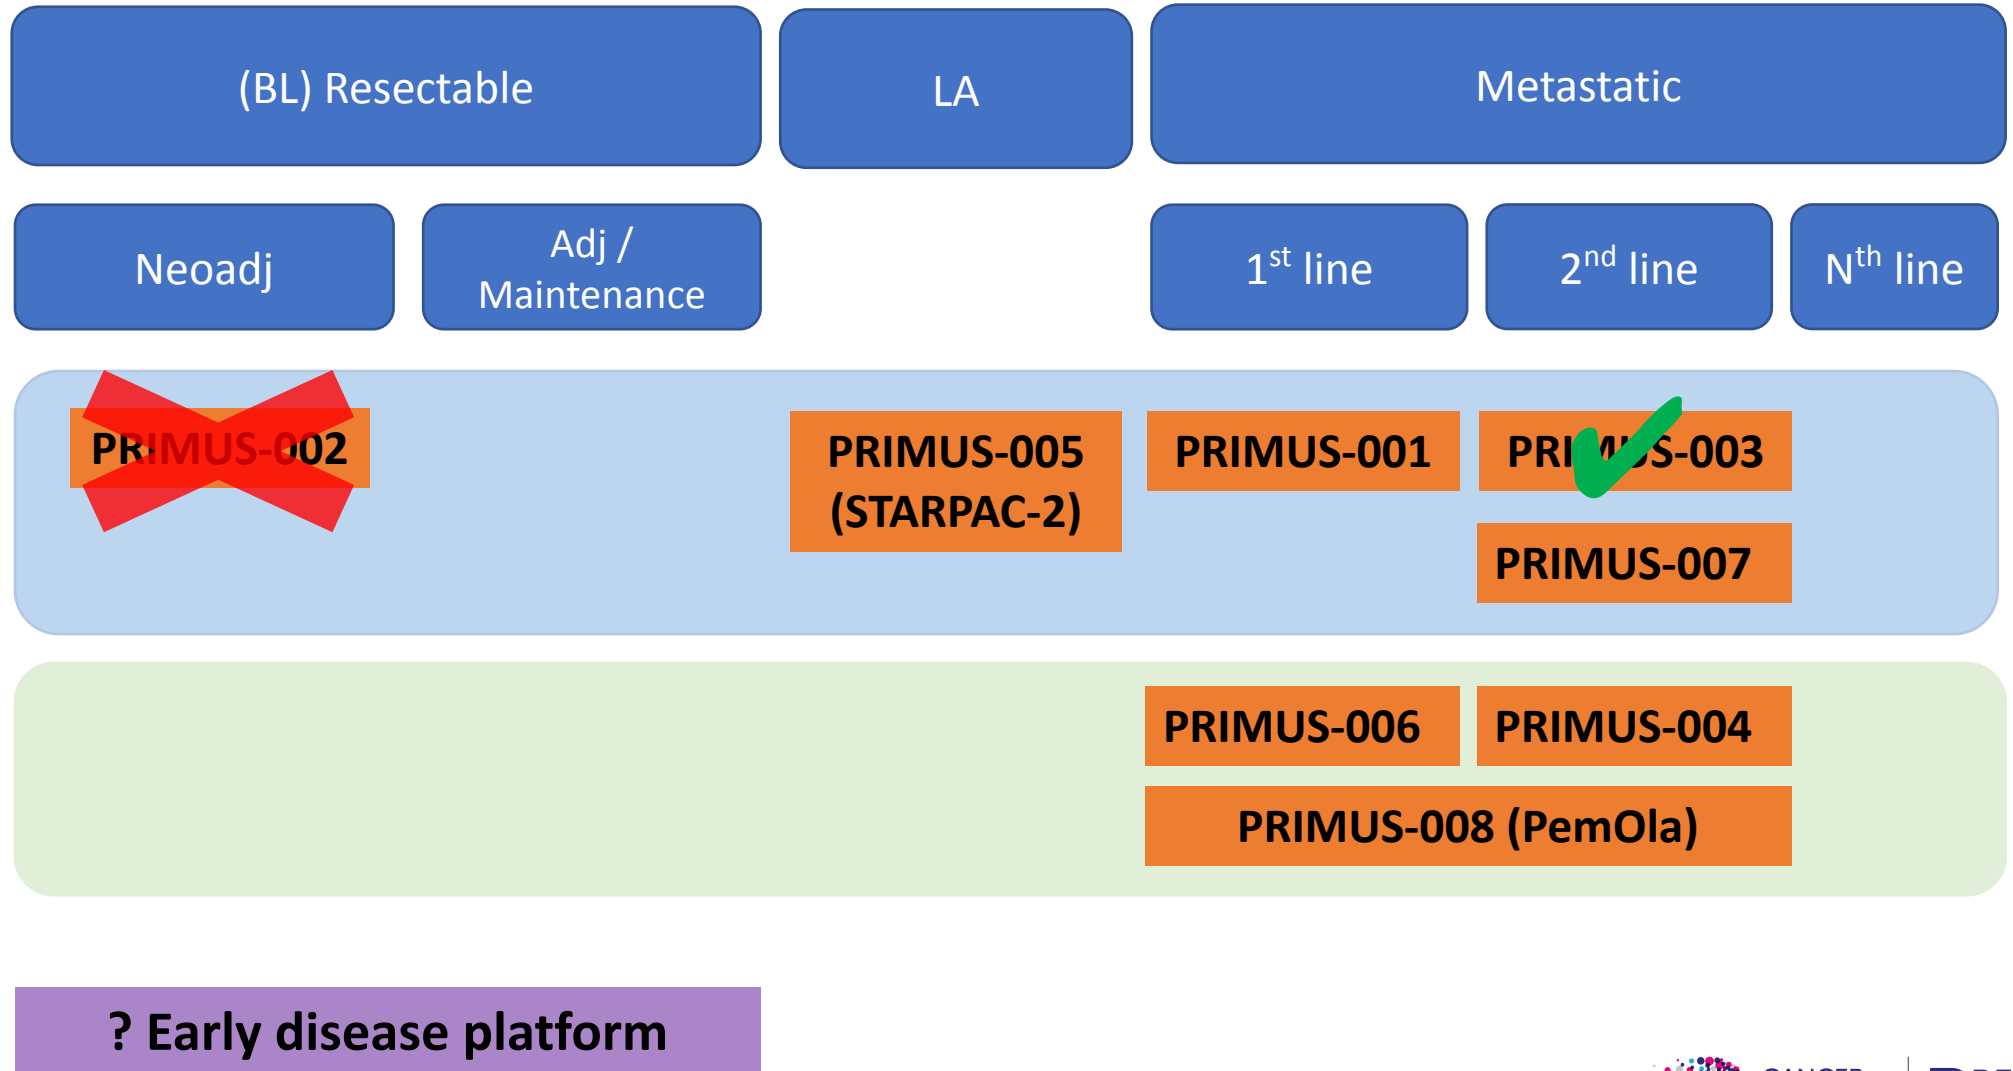 (BL) Resectable
LA
Metastatic
Neoadj
Adj /
Maintenance
1st line
2nd line
Nth line
PRIMUS-002
PRIMUS-005
(STARPAC-2)
PRIMUS-001
PRIMUS-003
PRIMUS-007
PRIMUS-006
PRIMUS-004
PRIMUS-008 (PemOla)
? Early disease platform